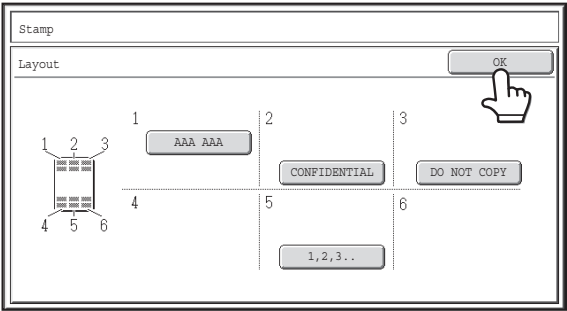 Stamp
Layout
OK
1 2 3
4 5 6
1
AAA AAA
2
CONFIDENTIAL
3
DO NOT COPY
4
5
1,2,3..
6